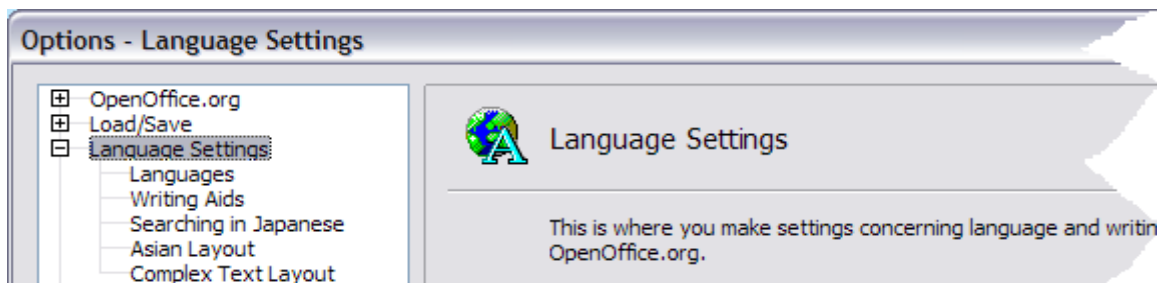 Options - Language Settings
OpenOffice.org
Load/Save
Language Settings
Languages
Writing Aids
Searching in Japanese
Asian Layout
Complex Text Layout
Language Settings
This is where you make settings concerning language and writin
OpenOffice.org.